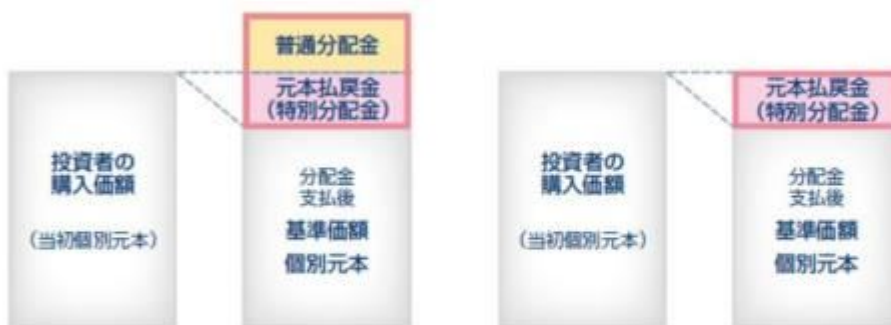 普通分配金
元本払戻金
(特別分配金)
投資者の
購入価額
(当初個別元本)
分配金
支払後
基準価額
個別元本
元本払戻金
(特別分配金)
投資者の
購入価額
(当初個別元本)
分配金
支払後
基準価額
個別元本